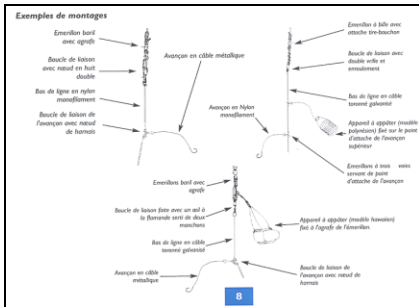 Exemples de montages
Emerillon baril
avec agrafe
Boucle de liaison
avec nœud en huit
double
Bas de ligne en nylon
monofilament
Boucle de liaison de
l'avançon avec nœud
de harnais
Avançon en câble métallique
Emerillon à bille avec
attache tire-bouchon
Boucle de liaison avec
double vrille et
enroulement
Bas de ligne en câble
toronné galvanisé
Avançon en Nylon
monofilament
Appareil à appâter (modèle
polynésien) fixé sur le point
d'attache de l'avançon
supérieur
Emerillons à trois voies
servant de point
d'attache de l'avançon
Emerillons baril avec
agrafe
Boucle de liaison faite avec un œil à
la flamande serti de deux
manchons
Bas de ligne en câble
toronné galvanisé
Appareil à appâter (modèle hawaïen)
fixé à l'agrafe de l'émerillon.
Avançon en câble
métallique
Boucle de liaison de
l'avançon avec nœud de
harnais
8